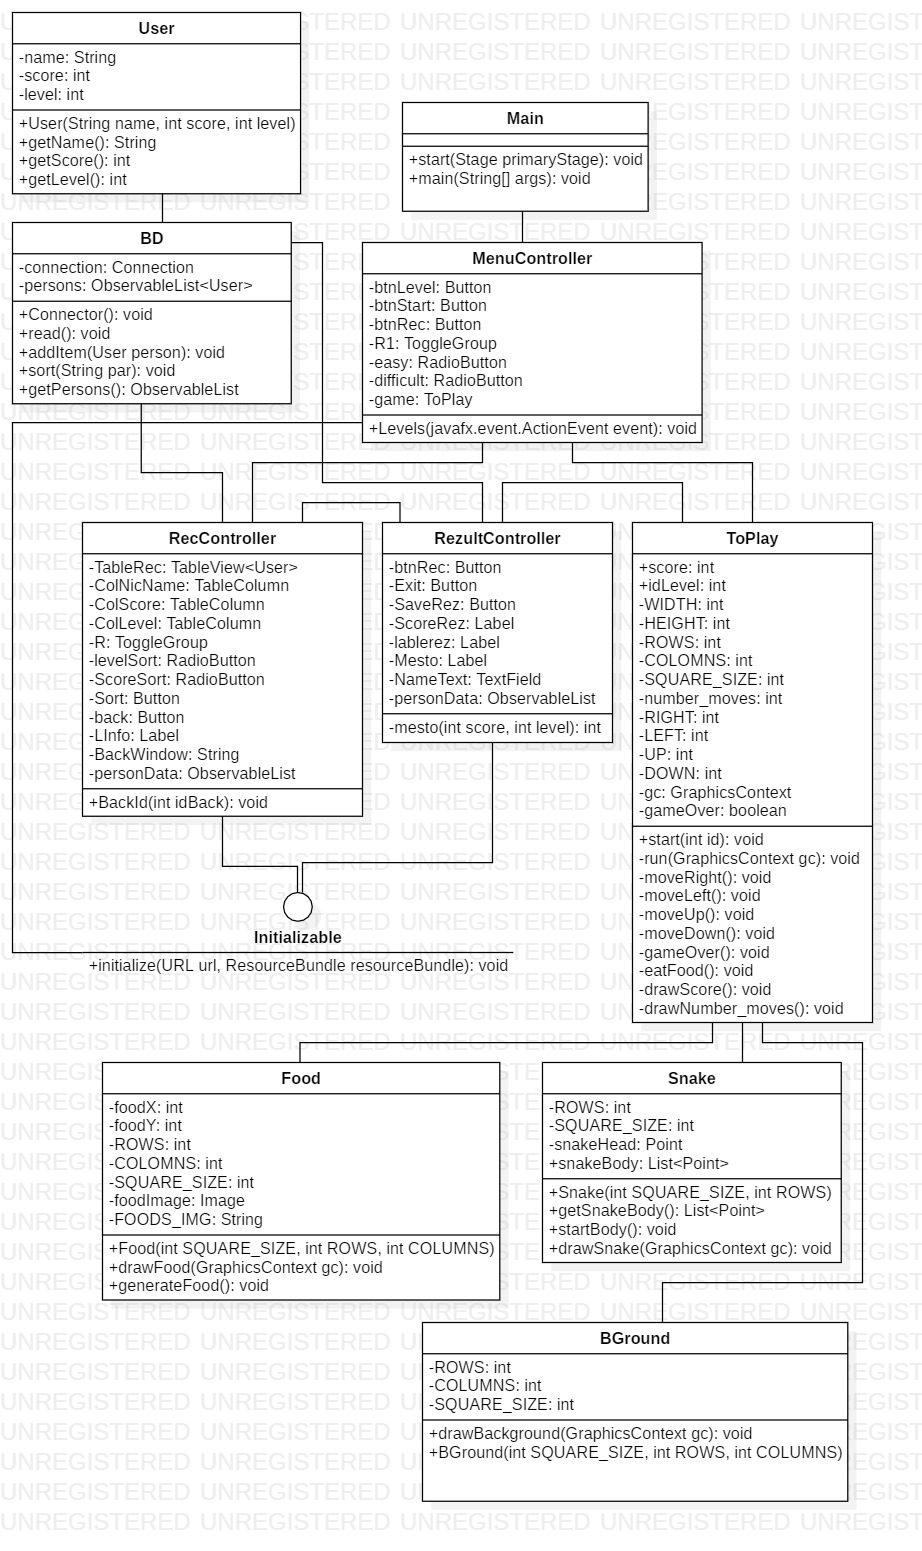 User
-name: String
-score: int
-level: int
+User(String name, int score, int level)
+getName(): String
+getScore(): int
+getLevel(): int
Main
+start(Stage primaryStage): void
+main(String[] args): void
BD
-connection: Connection
-persons: ObservableList<User>
+Connector(): void
+read(): void
+addItem(User person): void
+sort(String par): void
+getPersons(): ObservableList
MenuController
-btnLevel: Button
-btnStart: Button
-btnRec: Button
-R1: ToggleGroup
-easy: RadioButton
-difficult: RadioButton
-game: ToPlay
+Levels(javafx.event.ActionEvent event): void
RecController
-TableRec: TableView<User>
-ColNicName: TableColumn
-ColScore: TableColumn
-ColLevel: TableColumn
-R: ToggleGroup
-levelSort: RadioButton
-ScoreSort: RadioButton
-Sort: Button
-back: Button
-LInfo: Label
-BackWindow: String
-personData: ObservableList
+BackId(int idBack): void
RezultController
-btnRec: Button
-Exit: Button
-SaveRez: Button
-ScoreRez: Label
-lablerez: Label
-Mesto: Label
-NameText: TextField
-personData: ObservableList
-mesto(int score, int level): int
ToPlay
+score: int
+idLevel: int
-WIDTH: int
-HEIGHT: int
-ROWS: int
-COLOMNS: int
-SQUARE_SIZE: int
-number_moves: int
-RIGHT: int
-LEFT: int
-UP: int
-DOWN: int
-gc: GraphicsContext
-gameOver: boolean
+start(int id): void
-run(GraphicsContext gc): void
-moveRight(): void
-moveLeft(): void
-moveUp(): void
-moveDown(): void
-gameOver(): void
-eatFood(): void
-drawScore(): void
-drawNumber_moves(): void
Initializable
+initialize(URL url, ResourceBundle resourceBundle): void
Food
-foodX: int
-foodY: int
-ROWS: int
-COLOMNS: int
-SQUARE_SIZE: int
-foodImage: Image
-FOODS_IMG: String
+Food(int SQUARE_SIZE, int ROWS, int COLUMNS)
+drawFood(GraphicsContext gc): void
+generateFood(): void
Snake
-ROWS: int
-SQUARE_SIZE: int
-snakeHead: Point
+snakeBody: List<Point>
+Snake(int SQUARE_SIZE, int ROWS)
+getSnakeBody(): List<Point>
+startBody(): void
+drawSnake(GraphicsContext gc): void
BGround
-ROWS: int
-COLUMNS: int
-SQUARE_SIZE: int
+drawBackground(GraphicsContext gc): void
+BGround(int SQUARE_SIZE, int ROWS, int COLUMNS)
UNREGISTERED